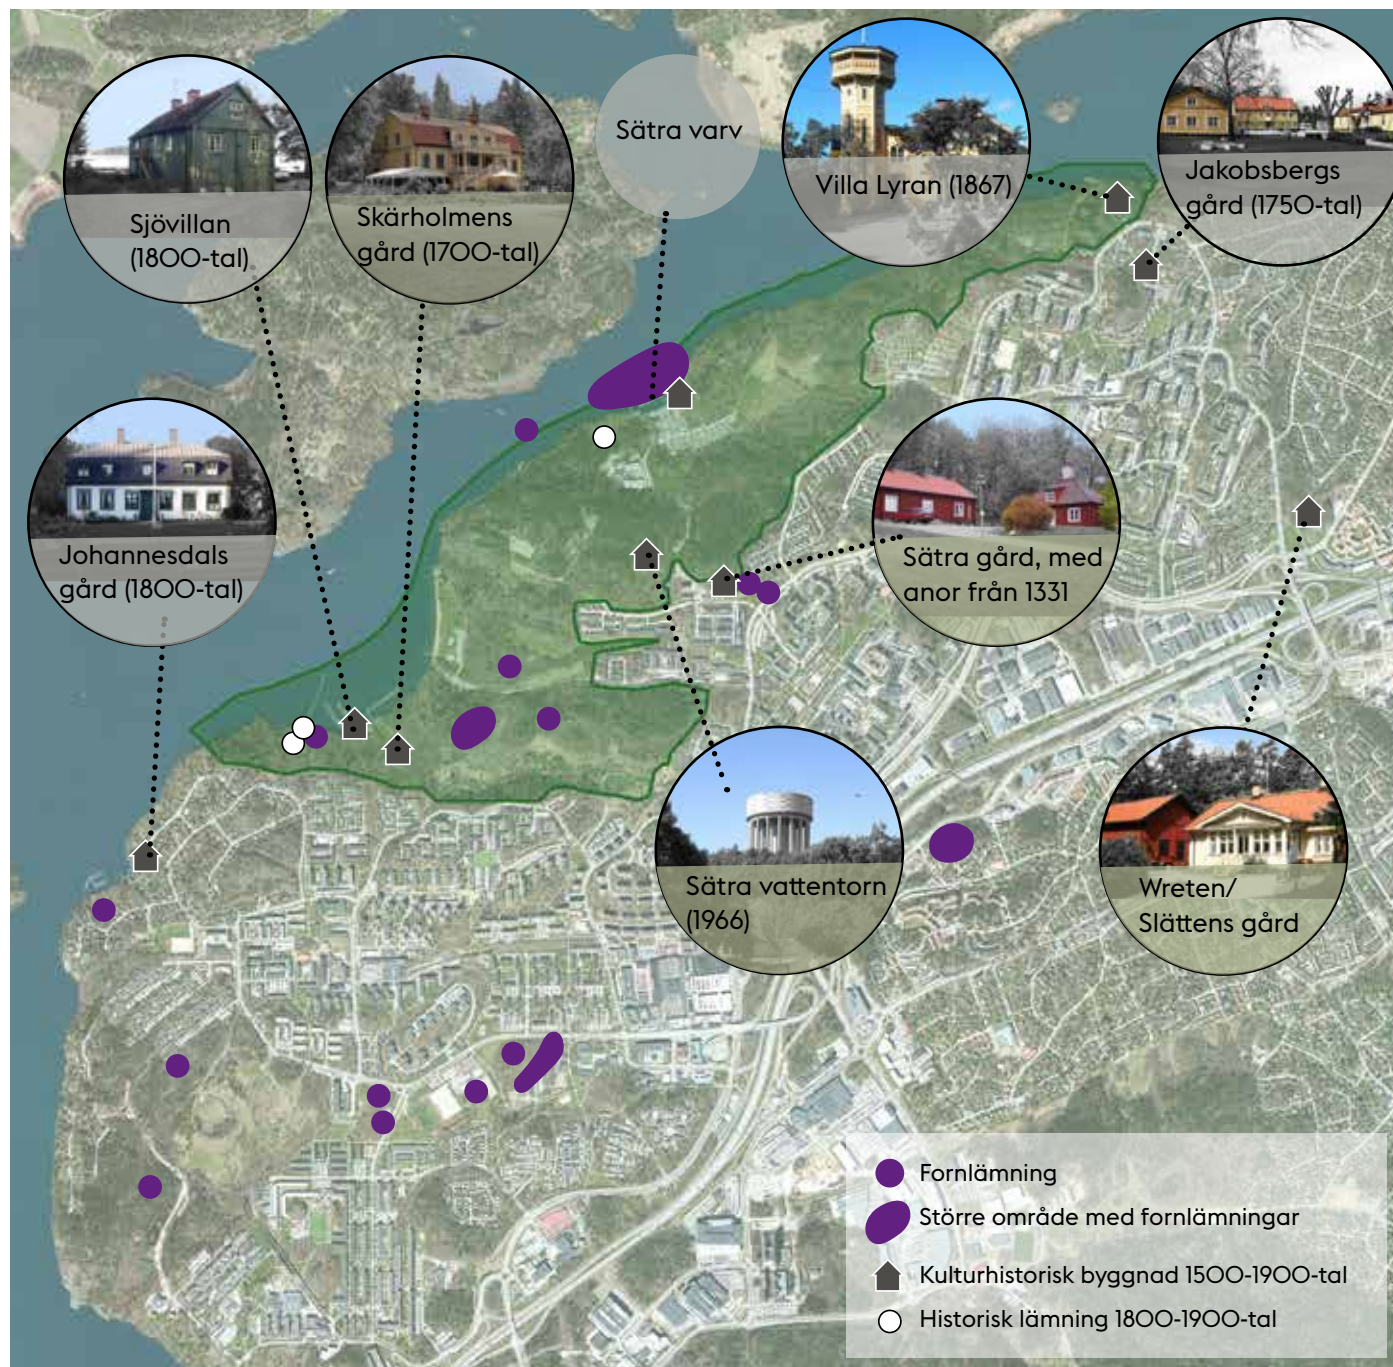 Sjövillan
(1800-tal)
Skärholmens
gård (1700-tal)
Sätra varv
Villa Lyran (1867)
Jakobsbergs
gård (1750-tal)
Johannesdals
gård (1800-tal)
Sätra gård, med
anor från 1331
Sätra vattentorn
(1966)
Wreten/
Slättens gård
Fornlämning
Större område med fornlämningar
Kulturhistorisk byggnad 1500-1900-tal
Historisk lämning 1800-1900-tal